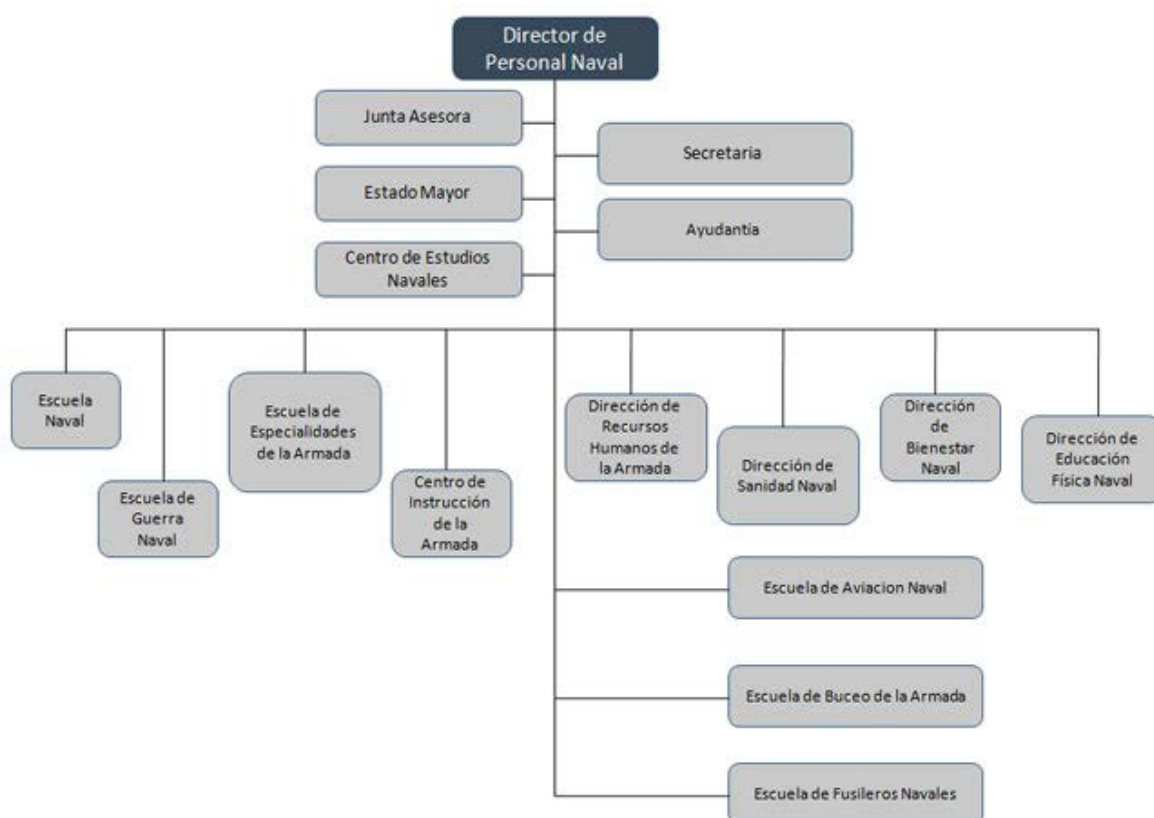 Director de
Personal Naval
Junta Asesora
Secretaria
Estado Mayor
Ayudantía
Centro de Estudios
Navales
Escuela
Naval
Escuela de
Guerra
Naval
Escuela de
Especialidades
de la Armada
Centro de
Instrucción
de la
Armada
Dirección de
Recursos
Humanos de
la Armada
Dirección de
Sanidad Naval
Dirección
de
Bienestar
Naval
Dirección de
Educación
Física Naval
Escuela de Aviacion Naval
Escuela de Buceo de la Armada
Escuela de Fusileros Navales